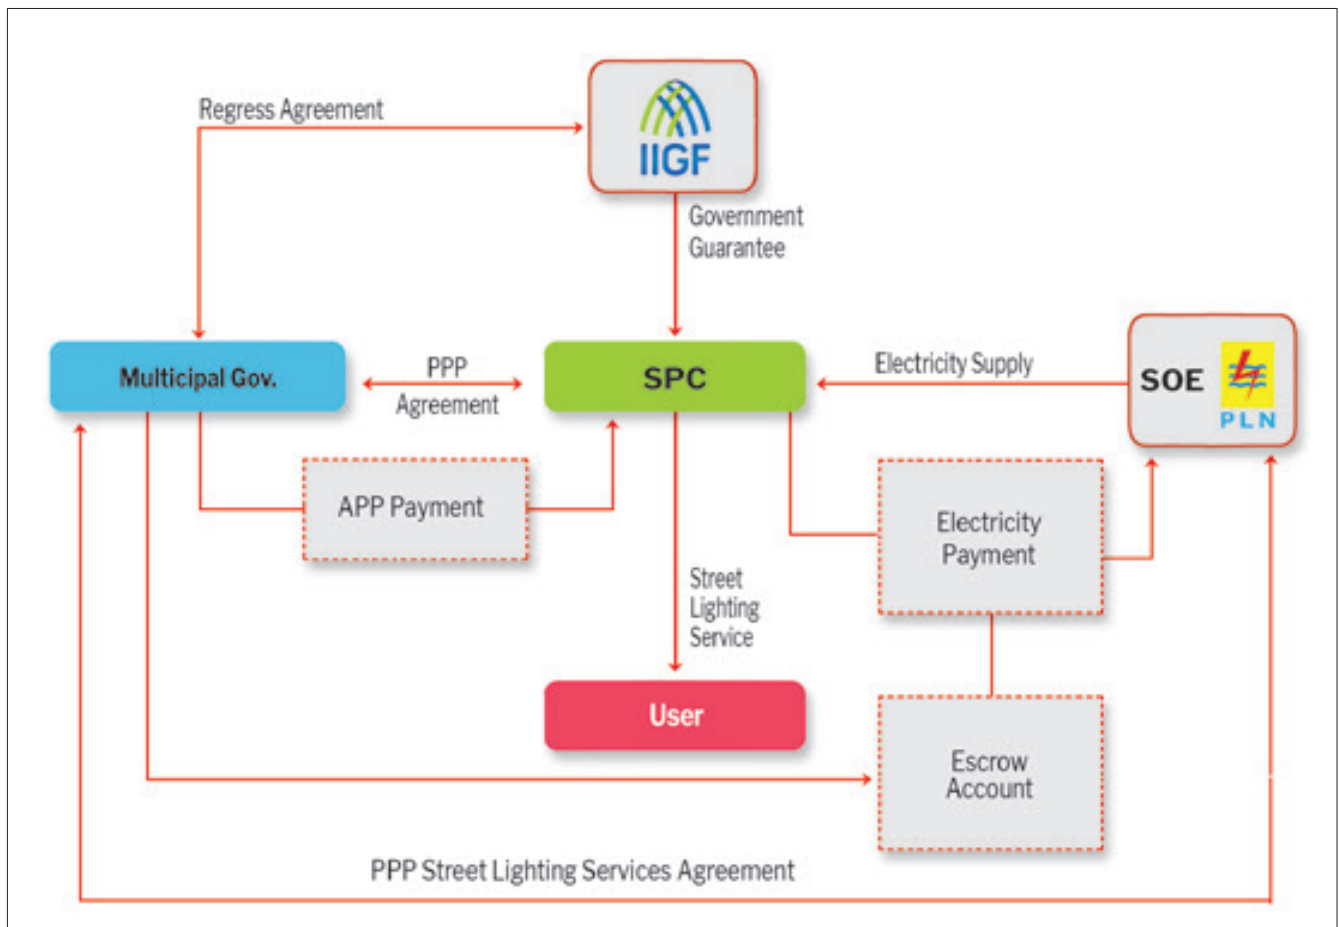 Regress Agreement
IIGF
Government
Guarantee
Multicipal Gov.
PPP
Agreement
SPC
Electricity Supply
SOE
PLN
APP Payment
Electricity
Payment
Street
Lighting
Service
User
Escrow
Account
PPP Street Lighting Services Agreement